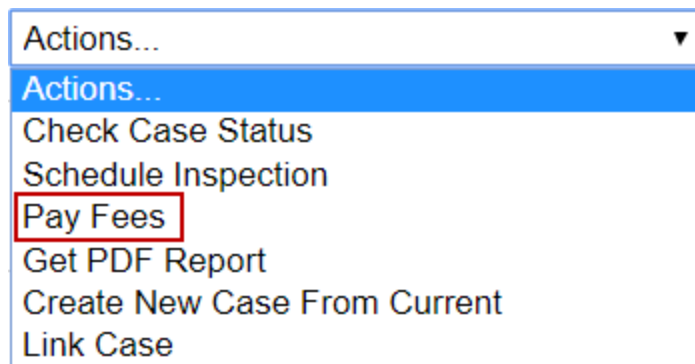 Actions...
Actions...
Check Case Status
Schedule Inspection
Pay Fees
Get PDF Report
Create New Case From Current
Link Case